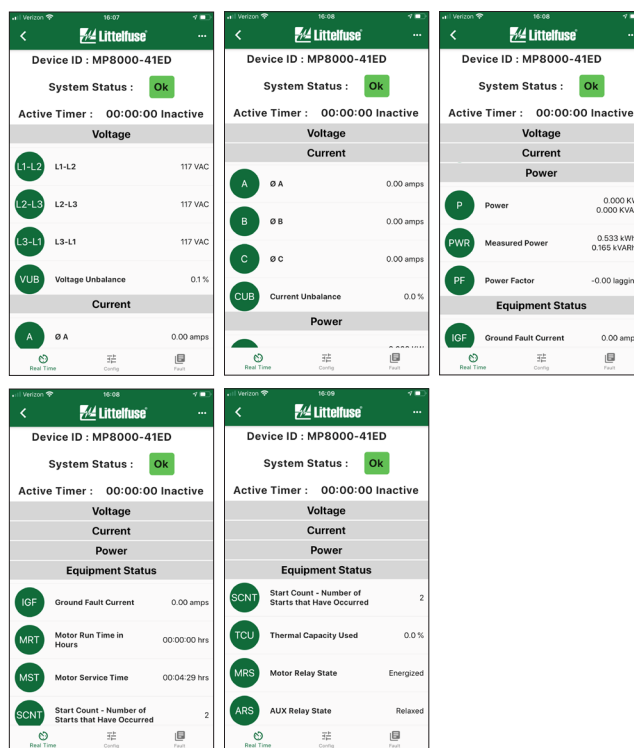 Verizon 16:07
Littelfuse
Device ID : MP8000-41ED
System Status : Ok
Active Timer : 00:00:00 Inactive
Voltage
L1-L2 L1-L2 117 VAC
L2-L3 L2-L3 117 VAC
L3-L1 L3-L1 117 VAC
VUB Voltage Unbalance 0.1 %
Current
A Ø A 0.00 amps
Real Time Config Fault
Verizon 16:08
Littelfuse
Device ID : MP8000-41ED
System Status : Ok
Active Timer : 00:00:00 Inactive
Voltage
Current
A Ø A 0.00 amps
B Ø B 0.00 amps
C Ø C 0.00 amps
CUB Current Unbalance 0.0 %
Power
Real Time Config Fault
Verizon 16:08
Littelfuse
Device ID : MP8000-41ED
System Status : Ok
Active Timer : 00:00:00 Inactive
Voltage
Current
Power
P Power 0.000 KW
0.000 KVA
PWR Measured Power 0.533 kWh
0.165 kVARh
PF Power Factor -0.00 laggin
Equipment Status
IGF Ground Fault Current 0.00 amp
Real Time Config Fault
Verizon 16:08
Littelfuse
Device ID : MP8000-41ED
System Status : Ok
Active Timer : 00:00:00 Inactive
Voltage
Current
Power
Equipment Status
IGF Ground Fault Current 0.00 amps
MRT Motor Run Time in
Hours 00:00:00 hrs
MST Motor Service Time 00:04:29 hrs
SCNT Start Count - Number of
Starts that Have Occurred 2
Real Time Config Fault
Verizon 16:09
Littelfuse
Device ID : MP8000-41ED
System Status : Ok
Active Timer : 00:00:00 Inactive
Voltage
Current
Power
Equipment Status
SCNT Start Count - Number of
Starts that Have Occurred 2
TCU Thermal Capacity Used 0.0 %
MRS Motor Relay State Energized
ARS AUX Relay State Relaxed
Real Time Config Fault